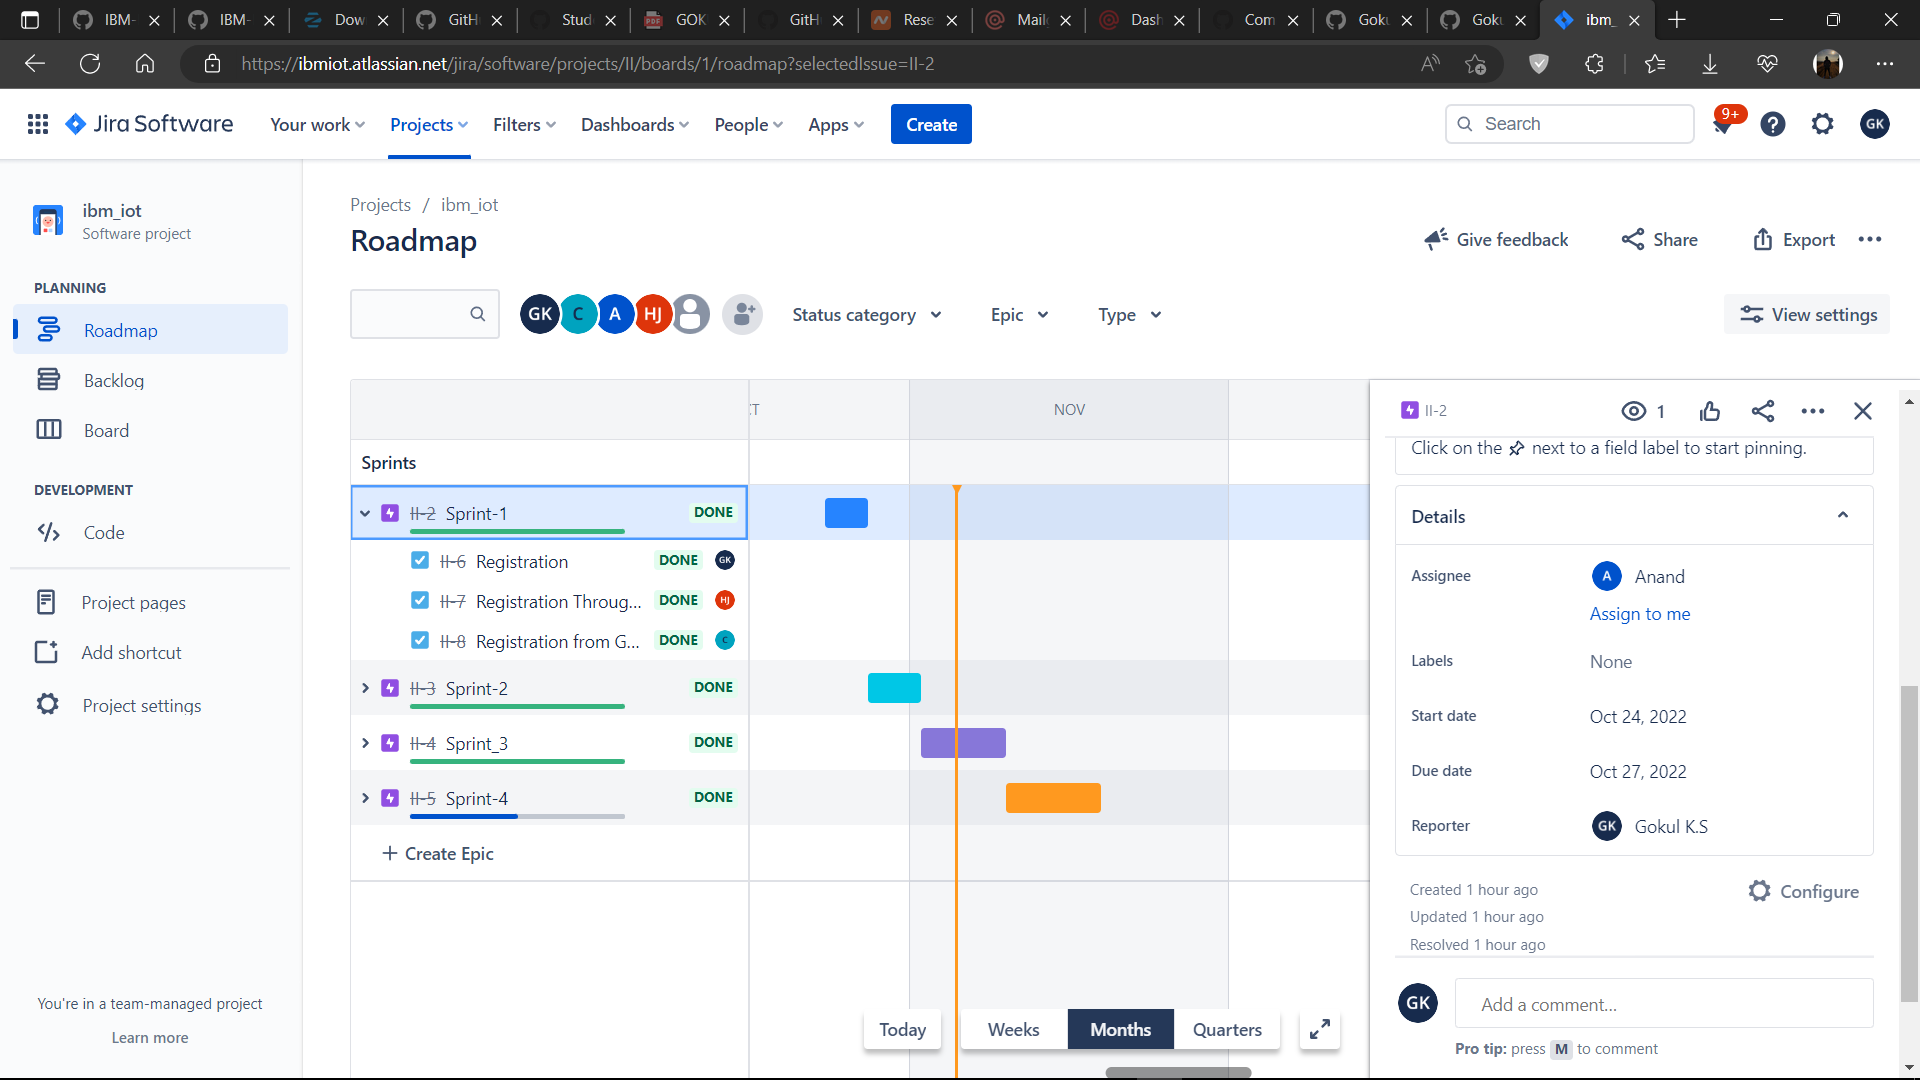 IBM-
IBM-
Dow
GitH
Stud
GOK
GitH
Rese
Mail
Dash
Com
Goku
Goku
ibm_
https://ibmiot.atlassian.net/jira/software/projects/II/boards/1/roadmap?selectedIssue=II-2
Jira Software
Your work
Projects
Filters
Dashboards
People
Apps
Create
Search
9+
GK
ibm_iot
Software project
PLANNING
Roadmap
Backlog
Board
DEVELOPMENT
Code
Project pages
Add shortcut
Project settings
You're in a team-managed project
Learn more
Projects / ibm_iot
Roadmap
Give feedback
Share
Export
GK C A HJ
Status category
Epic
Type
View settings
NOV
Sprints
II-2 Sprint-1 DONE
II-6 Registration DONE GK
II-7 Registration Throug... DONE HJ
II-8 Registration from G... DONE C
II-3 Sprint-2 DONE
II-4 Sprint_3 DONE
II-5 Sprint-4 DONE
+ Create Epic
Today
Weeks
Months
Quarters
II-2
1
Click on the next to a field label to start pinning.
Details
Assignee
A Anand
Assign to me
Labels
None
Start date
Oct 24, 2022
Due date
Oct 27, 2022
Reporter
GK Gokul K.S
Created 1 hour ago
Configure
Updated 1 hour ago
Resolved 1 hour ago
GK
Add a comment...
Pro tip: press M to comment